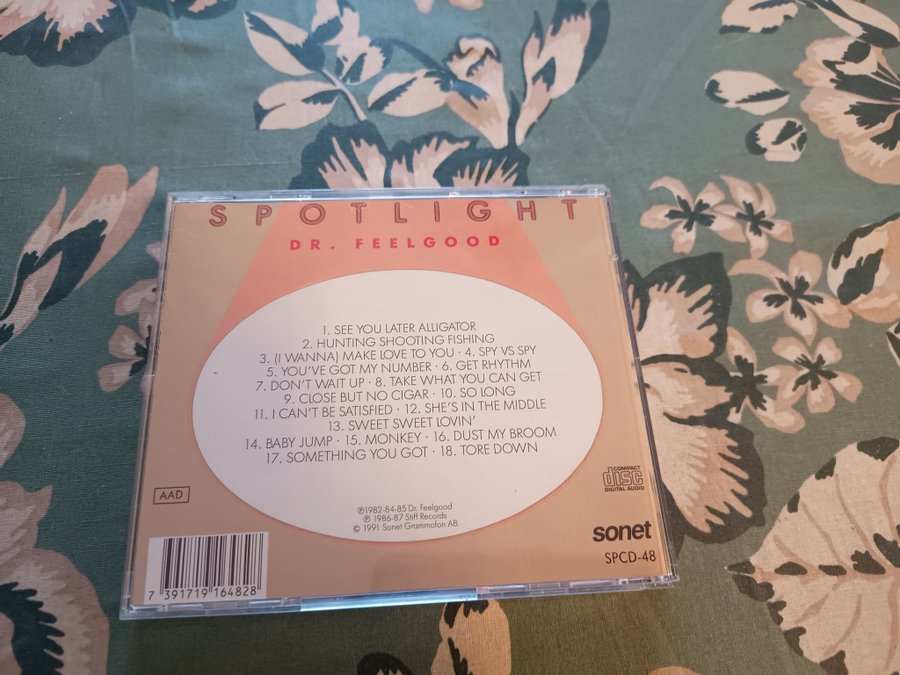 SPOTLIGHT
DR. FEELGOOD
1. SEE YOU LATER ALLIGATOR
2. HUNTING SHOOTING FISHING
3. (I WANNA) MAKE LOVE TO YOU · 4. SPY VS SPY
5. YOU'VE GOT MY NUMBER · 6. GET RHYTHM
7. DON'T WAIT UP · 8. TAKE WHAT YOU CAN GET
9. CLOSE BUT NO CIGAR · 10. SO LONG
11. I CAN'T BE SATISFIED · 12. SHE'S IN THE MIDDLE
13. SWEET SWEET LOVIN'
14. BABY JUMP · 15. MONKEY · 16. DUST MY BROOM
17. SOMETHING YOU GOT · 18. TORE DOWN
AAD
℗1982-84-85 Dr. Feelgood
℗ 1986-87 Stiff Records
© 1991 Sonet Grammofon AB
COMPACT
disc
DIGITAL AUDIO
sonet
SPCD-48
7 391719 164828